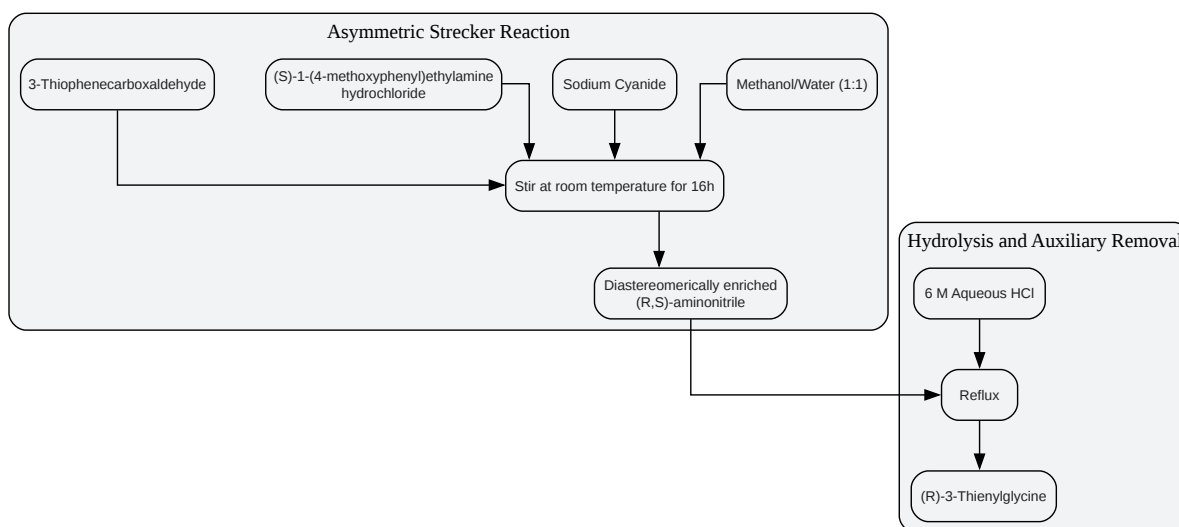 Asymmetric Strecker Reaction
3-Thiophenecarboxaldehyde
(S)-1-(4-methoxyphenyl)ethylamine
hydrochloride
Sodium Cyanide
Methanol/Water (1:1)
Stir at room temperature for 16h
Diastereomerically enriched
(R,S)-aminonitrile
Hydrolysis and Auxiliary Removal
6 M Aqueous HCl
Reflux
(R)-3-Thienylglycine